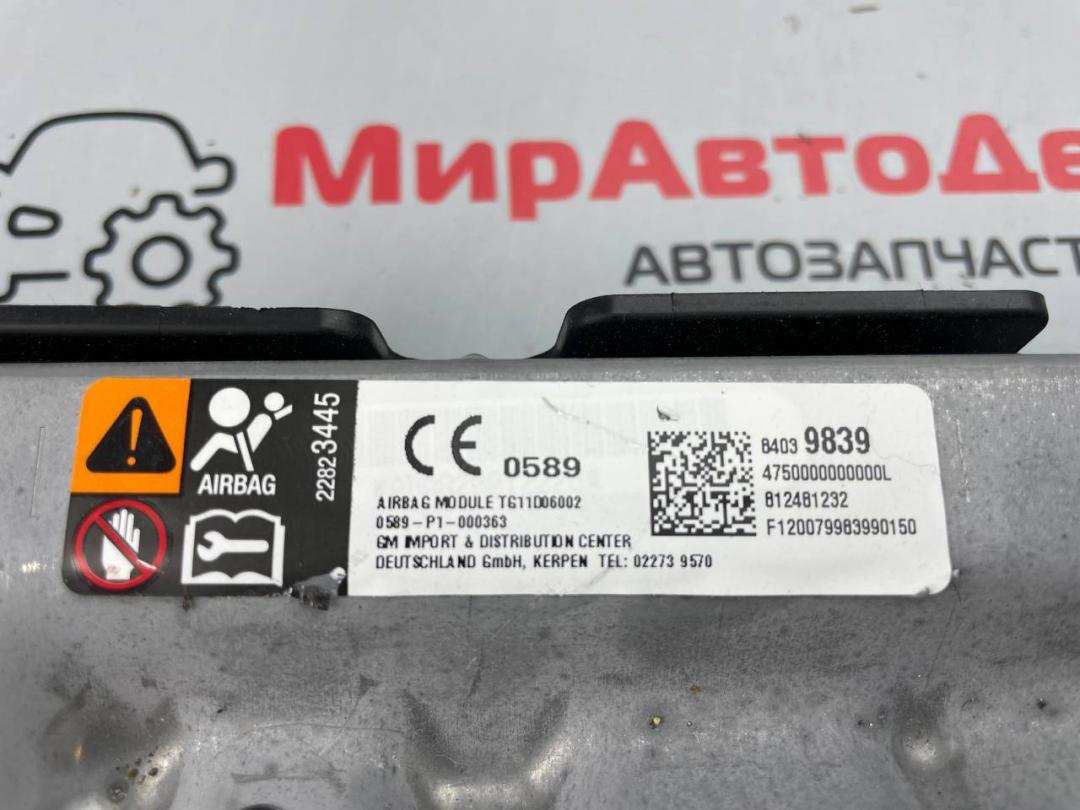 МирАвтоДе
АВТОЗАПЧАСТ
AIRBAG
22823445
CE 0589
AIRBAG MODULE TG11D06002
0589-P1-000363
GM IMPORT & DISTRIBUTION CENTER
DEUTSCHLAND GmbH, KERPEN TEL: 02273 9570
8403 9839
4750000000000L
812481232
F120079983990150